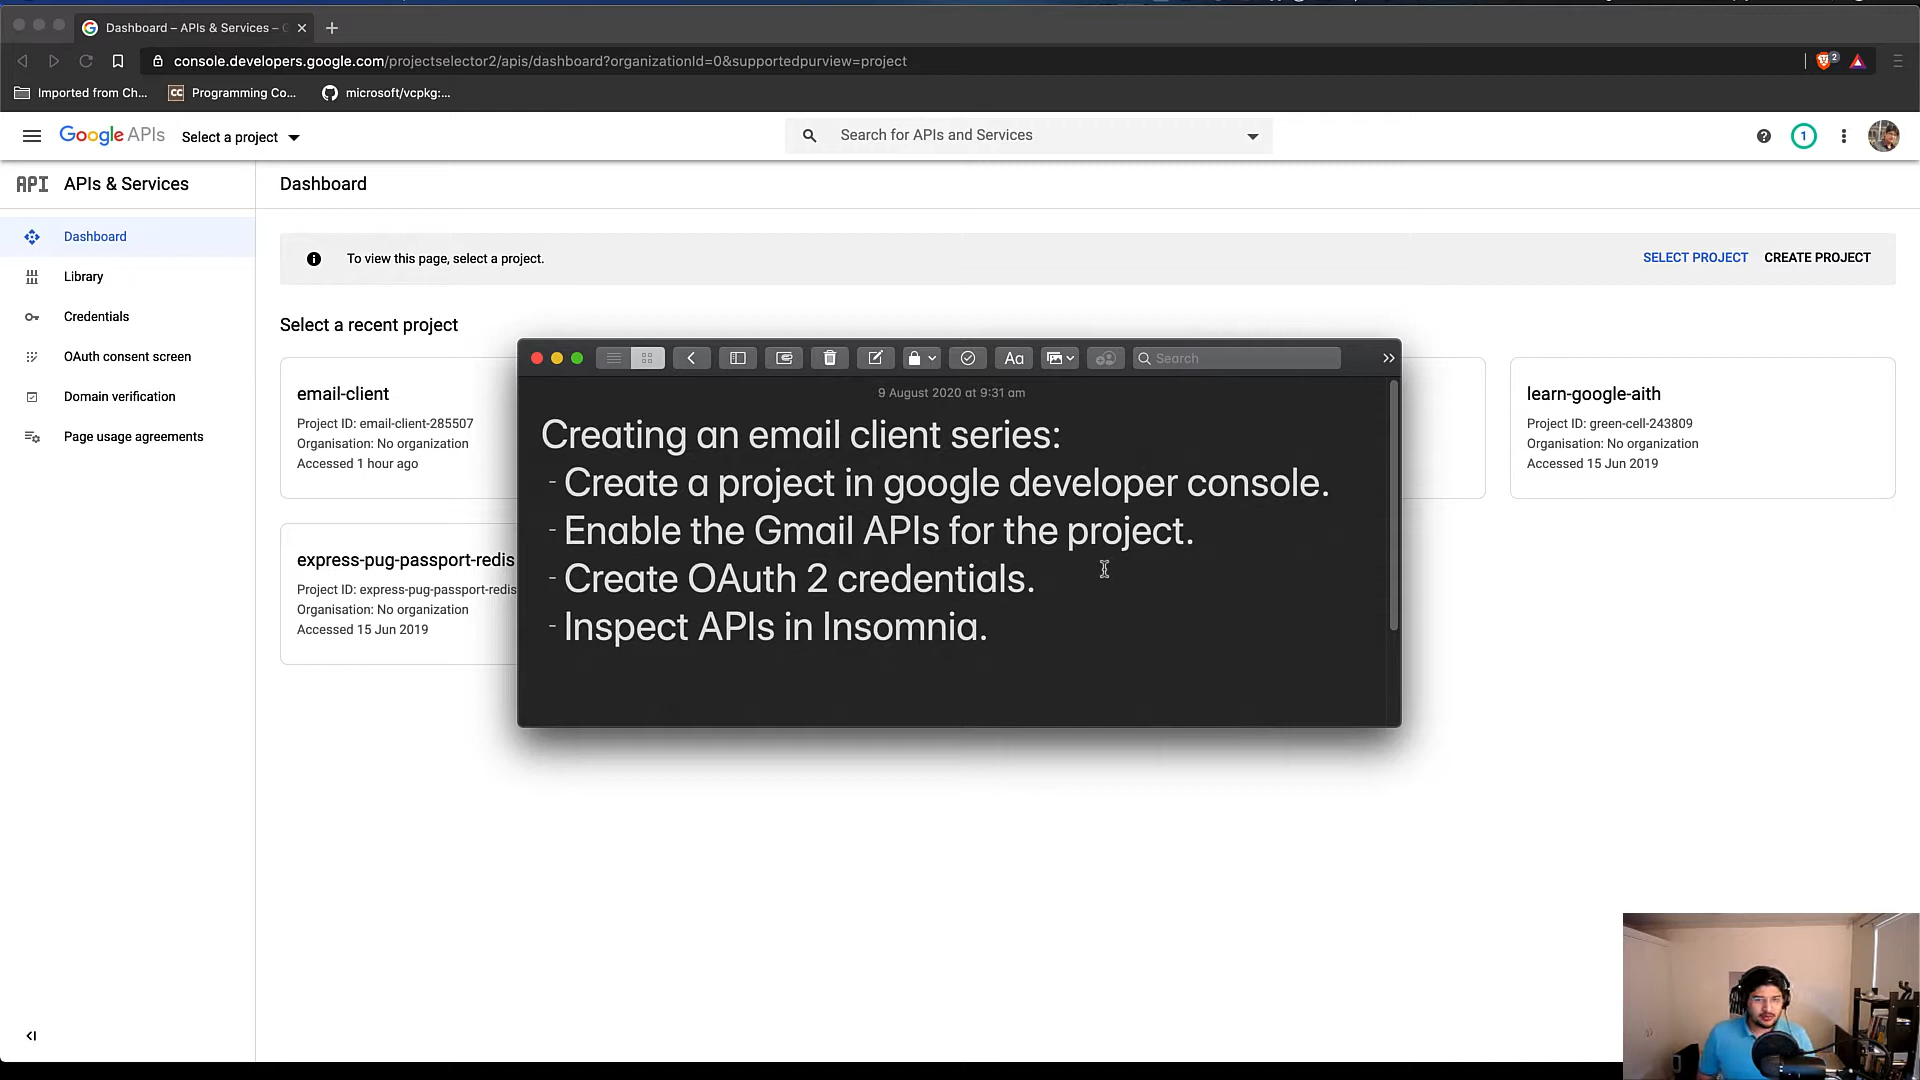 Dashboard – APIs & Services –
console.developers.google.com/projectselector2/apis/dashboard?organizationId=0&supportedpurview=project
2
Imported from Ch...
CC Programming Co...
microsoft/vcpkg:...
Google APIs
Select a project
Search for APIs and Services
1
API APIs & Services
Dashboard
Dashboard
Library
Credentials
OAuth consent screen
Domain verification
Page usage agreements
To view this page, select a project.
SELECT PROJECT
CREATE PROJECT
Select a recent project
email-client
Project ID: email-client-285507
Organisation: No organization
Accessed 1 hour ago
learn-google-aith
Project ID: green-cell-243809
Organisation: No organization
Accessed 15 Jun 2019
express-pug-passport-redis
Project ID: express-pug-passport-redis
Organisation: No organization
Accessed 15 Jun 2019
Aa
Search
9 August 2020 at 9:31 am
Creating an email client series:
- Create a project in google developer console.
- Enable the Gmail APIs for the project.
- Create OAuth 2 credentials.
- Inspect APIs in Insomnia.